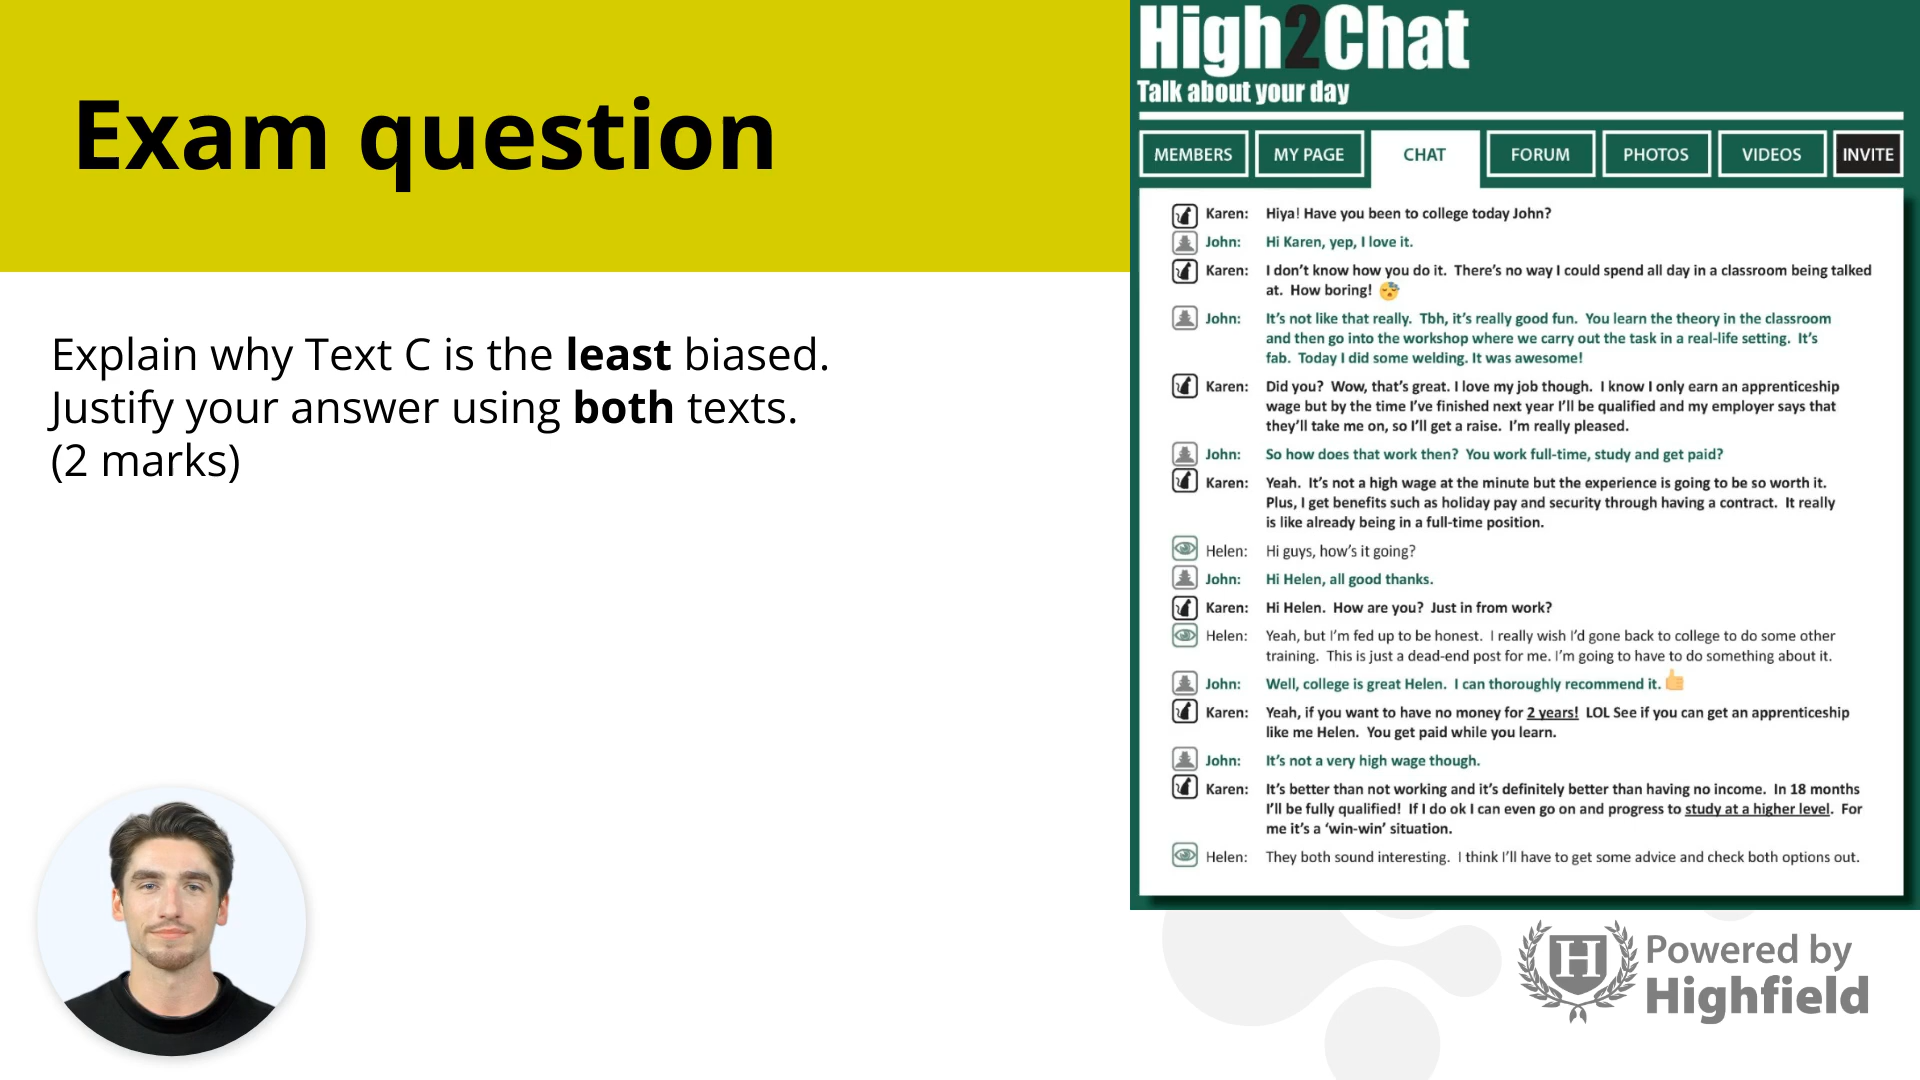 Exam question
Explain why Text C is the least biased.
Justify your answer using both texts.
(2 marks)
High2Chat
Talk about your day
MEMBERS MY PAGE CHAT FORUM PHOTOS VIDEOS INVITE
Karen: Hiya! Have you been to college today John?
John: Hi Karen, yep, I love it.
Karen: I don't know how you do it. There's no way I could spend all day in a classroom being talked
at. How boring!
John: It's not like that really. Tbh, it's really good fun. You learn the theory in the classroom
and then go into the workshop where we carry out the task in a real-life setting. It's
fab. Today I did some welding. It was awesome!
Karen: Did you? Wow, that's great. I love my job though. I know I only earn an apprenticeship
wage but by the time I've finished next year I'll be qualified and my employer says that
they'll take me on, so I'll get a raise. I'm really pleased.
John: So how does that work then? You work full-time, study and get paid?
Karen: Yeah. It's not a high wage at the minute but the experience is going to be so worth it.
Plus, I get benefits such as holiday pay and security through having a contract. It really
is like already being in a full-time position.
Helen: Hi guys, how's it going?
John: Hi Helen, all good thanks.
Karen: Hi Helen. How are you? Just in from work?
Helen: Yeah, but I'm fed up to be honest. I really wish I'd gone back to college to do some other
training. This is just a dead-end post for me. I'm going to have to do something about it.
John: Well, college is great Helen. I can thoroughly recommend it.
Karen: Yeah, if you want to have no money for 2 years! LOL See if you can get an apprenticeship
like me Helen. You get paid while you learn.
John: It's not a very high wage though.
Karen: It's better than not working and it's definitely better than having no income. In 18 months
I'll be fully qualified! If I do ok I can even go on and progress to study at a higher level. For
me it's a 'win-win' situation.
Helen: They both sound interesting. I think I'll have to get some advice and check both options out.
H
Powered by
Highfield